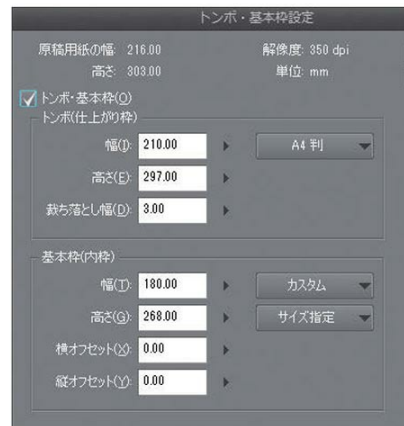 トンボ・基本枠設定
原稿用紙の幅: 216.00 解像度: 350 dpi
高さ: 303.00 単位: mm
トンボ・基本枠(O)
トンボ(仕上がり枠)
幅(I): 210.00 A4 判
高さ(E): 297.00
裁ち落とし幅(D): 3.00
基本枠(内枠)
幅(T): 180.00 カスタム
高さ(G): 268.00 サイズ指定
横オフセット(X): 0.00
縦オフセット(Y): 0.00